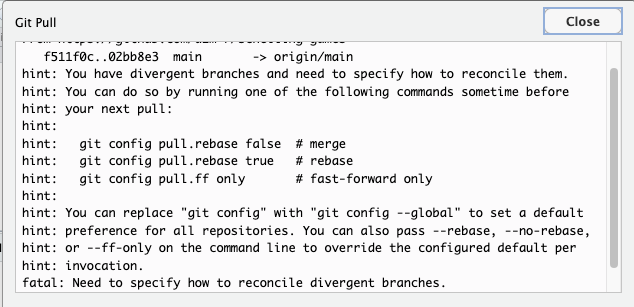 Git Pull
Close
f511f0c..02bb8e3  main       -> origin/main
hint: You have divergent branches and need to specify how to reconcile them.
hint: You can do so by running one of the following commands sometime before
hint: your next pull:
hint:
hint:   git config pull.rebase false  # merge
hint:   git config pull.rebase true   # rebase
hint:   git config pull.ff only       # fast-forward only
hint:
hint: You can replace "git config" with "git config --global" to set a default
hint: preference for all repositories. You can also pass --rebase, --no-rebase,
hint: or --ff-only on the command line to override the configured default per
hint: invocation.
fatal: Need to specify how to reconcile divergent branches.